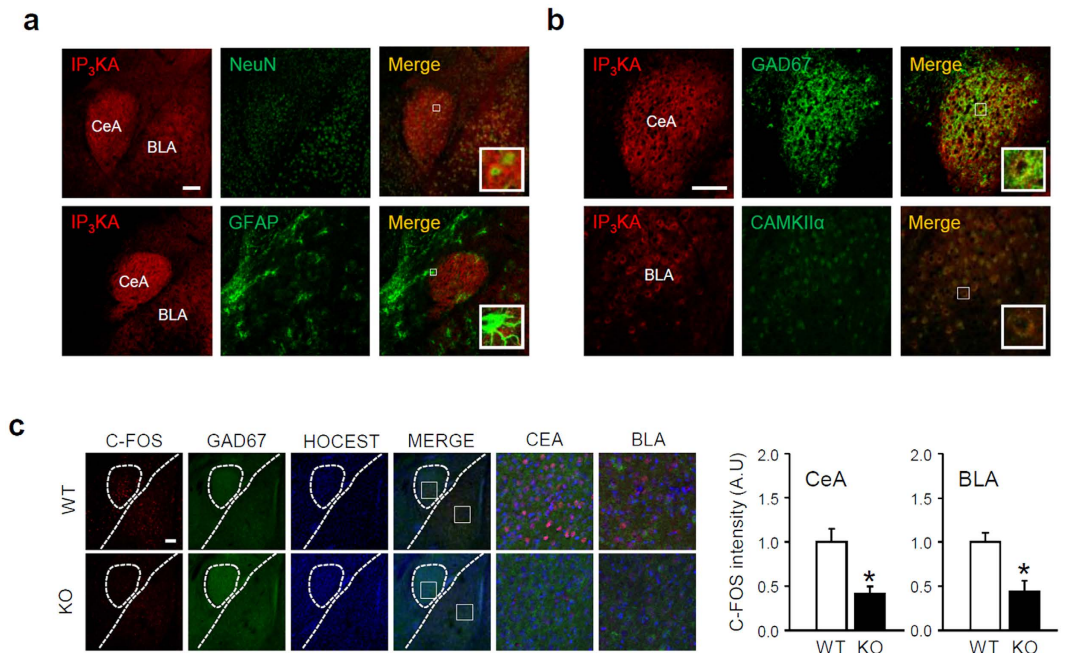 a
IP₃KA NeuN Merge
CeA
BLA
IP₃KA GFAP Merge
CeA
BLA
b
IP₃KA GAD67 Merge
CeA
IP₃KA CAMKIIα Merge
BLA
c
C-FOS GAD67 HOCEST MERGE CEA BLA
WT
KO
C-FOS intensity (A.U)
2.0
1.5
1.0
0.5
0.0
CeA
*
WT KO
2.0
1.5
1.0
0.5
0.0
BLA
*
WT KO